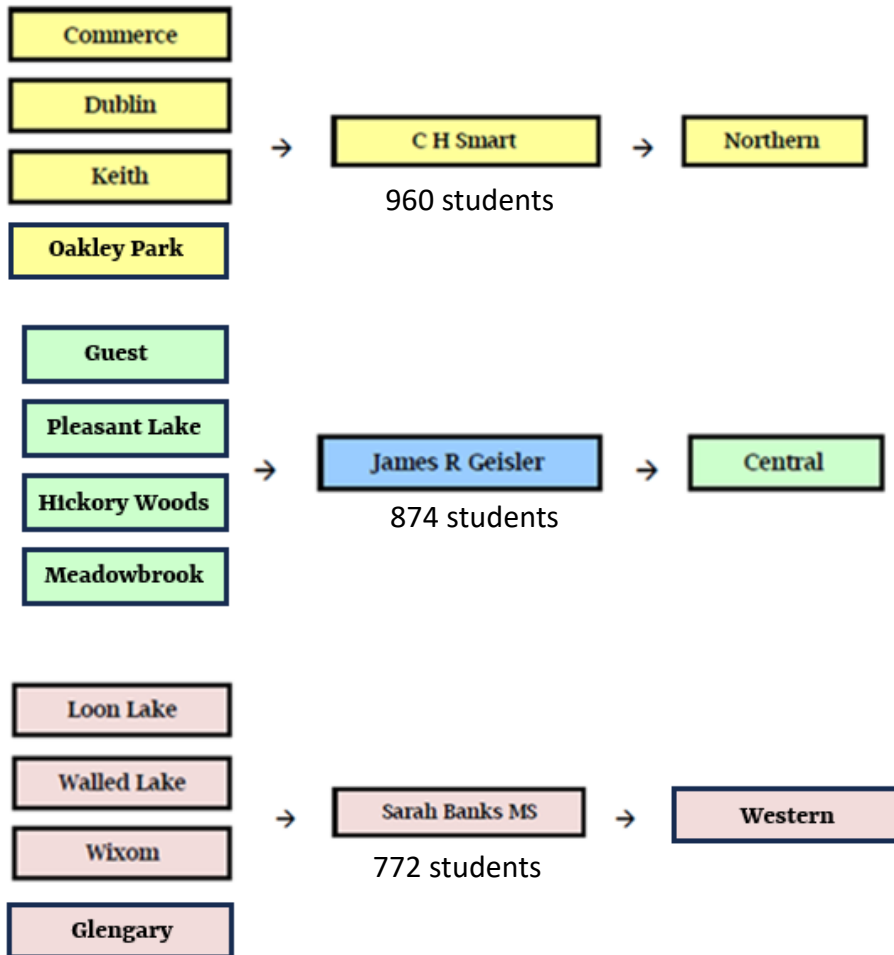 Commerce
Dublin
Keith
Oakley Park
→
C H Smart
960 students
→
Northern
Guest
Pleasant Lake
Hickory Woods
Meadowbrook
→
James R Geisler
874 students
→
Central
Loon Lake
Walled Lake
Wixom
Glengary
→
Sarah Banks MS
772 students
→
Western